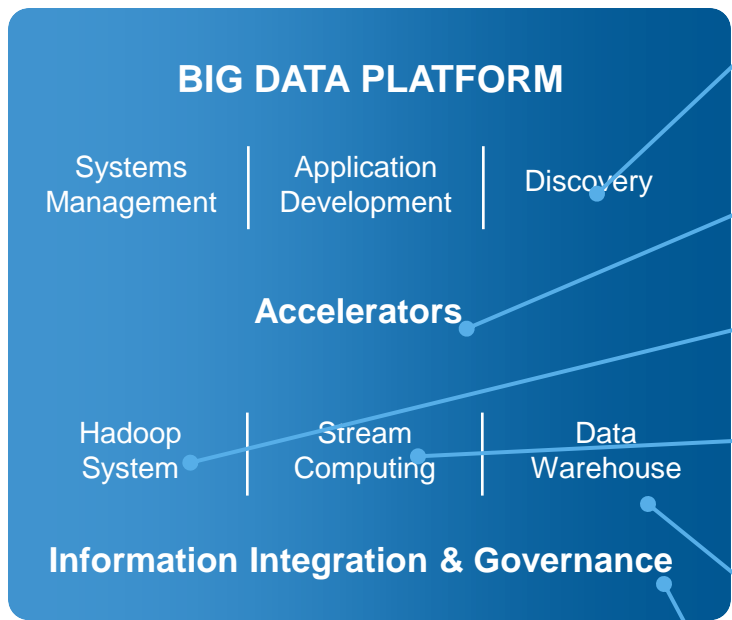 BIG DATA PLATFORM
Systems
Management
Application
Development
Discovery
Accelerators
Hadoop
System
Stream
Computing
Data
Warehouse
Information Integration & Governance